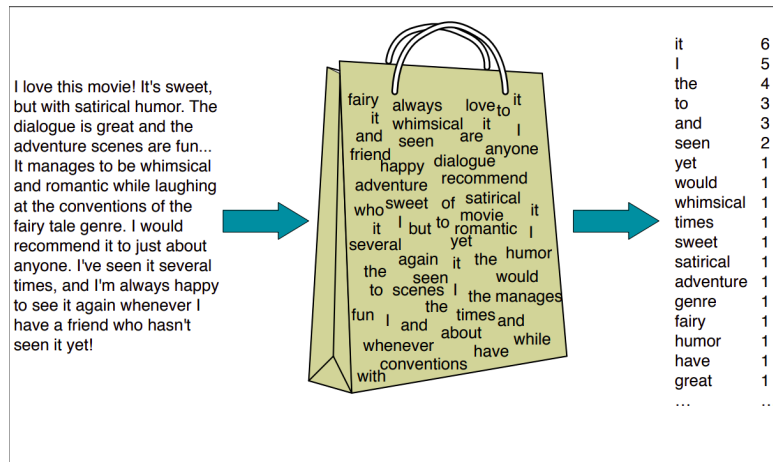 I love this movie! It's sweet,
but with satirical humor. The
dialogue is great and the
adventure scenes are fun...
It manages to be whimsical
and romantic while laughing
at the conventions of the
fairy tale genre. I would
recommend it to just about
anyone. I've seen it several
times, and I'm always happy
to see it again whenever I
have a friend who hasn't
seen it yet!
fairy always love to it
it whimsical it I
and seen are anyone
friend happy dialogue
adventure recommend
who sweet of satirical
it I but to movie romantic it I
several yet
again it the humor
the seen would
to scenes I the manages
fun I and the times and
whenever about while
conventions have
with
it 6
I 5
the 4
to 3
and 3
seen 2
yet 1
would 1
whimsical 1
times 1
sweet 1
satirical 1
adventure 1
genre 1
fairy 1
humor 1
have 1
great 1
... ..